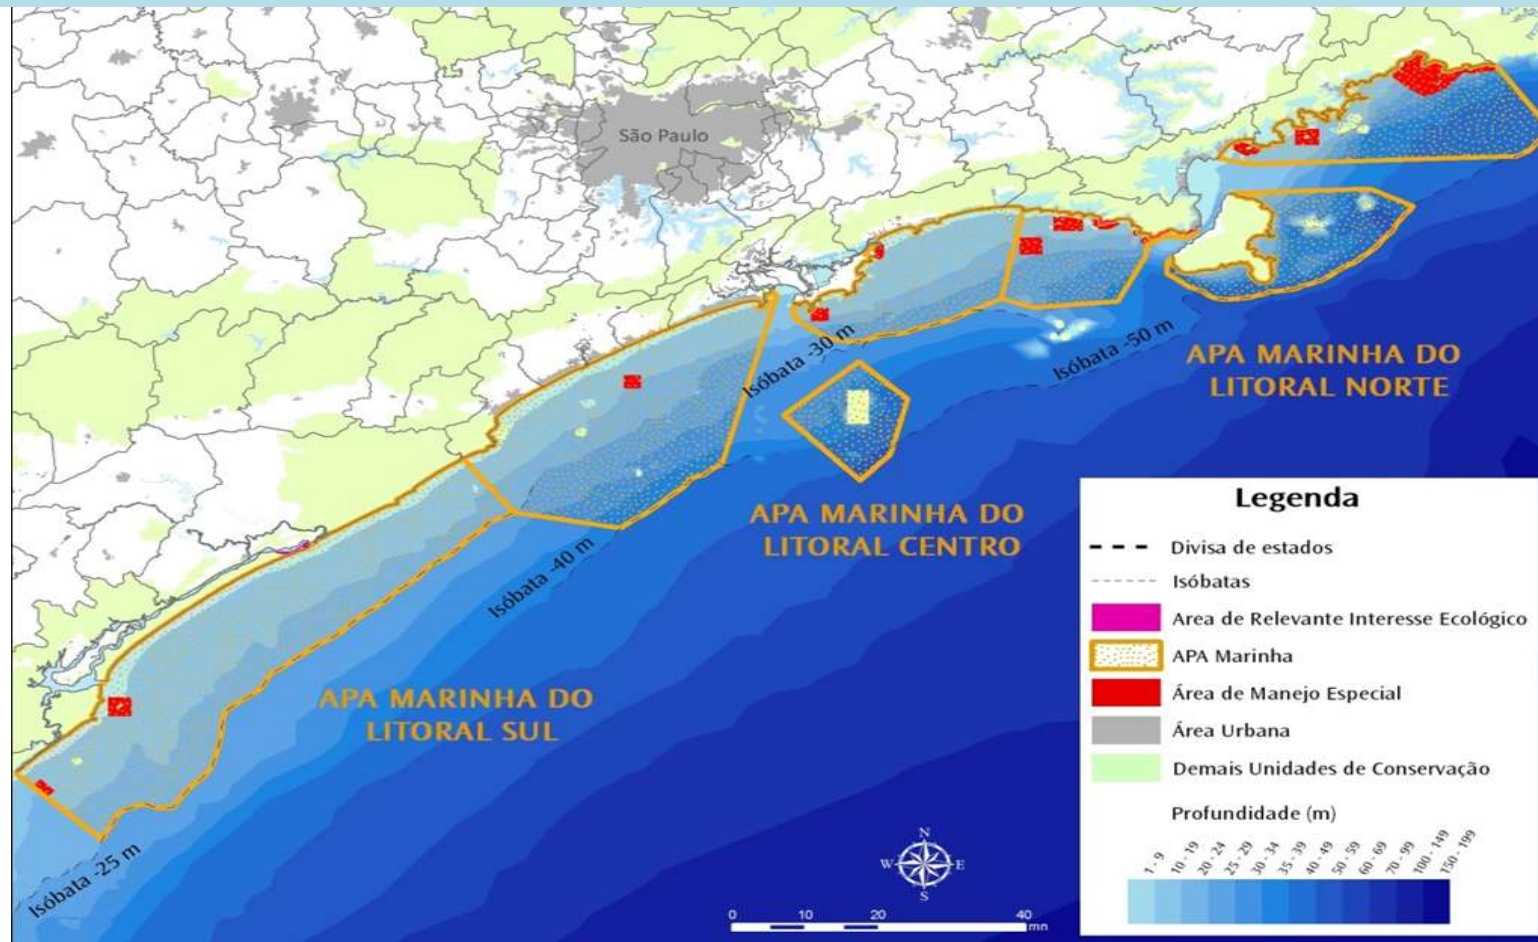 São Paulo
Isóbata -30 m
Isóbata -50 m
APA MARINHA DO
LITORAL NORTE
APA MARINHA DO
LITORAL CENTRO
Isóbata -40 m
APA MARINHA DO
LITORAL SUL
Isóbata -25 m
Legenda
Divisa de estados
Isóbatas
Area de Relevante Interesse Ecológico
APA Marinha
Área de Manejo Especial
Área Urbana
Demais Unidades de Conservação
Profundidade (m)
1 - 9
10 - 19
20 - 24
25 - 29
30 - 34
35 - 39
40 - 49
50 - 59
60 - 69
70 - 99
100 - 149
150 - 199
N
W E
S
0 10 20 40
mn